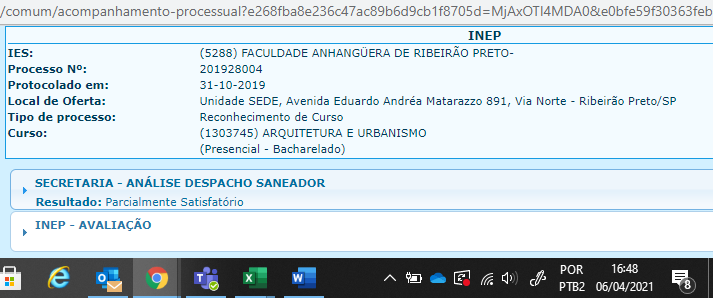 /comum/acompanhamento-processual?e268fba8e236c47ac89b6d9cb1f8705d=MjAxOTI4MDA0&e0bfe59f30363feb
INEP
IES: (5288) FACULDADE ANHANGÜERA DE RIBEIRÃO PRETO-
Processo Nº: 201928004
Protocolado em: 31-10-2019
Local de Oferta: Unidade SEDE, Avenida Eduardo Andréa Matarazzo 891, Via Norte - Ribeirão Preto/SP
Tipo de processo: Reconhecimento de Curso
Curso: (1303745) ARQUITETURA E URBANISMO
(Presencial - Bacharelado)
SECRETARIA - ANÁLISE DESPACHO SANEADOR
Resultado: Parcialmente Satisfatório
INEP - AVALIAÇÃO
POR 16:48
PTB2 06/04/2021
8